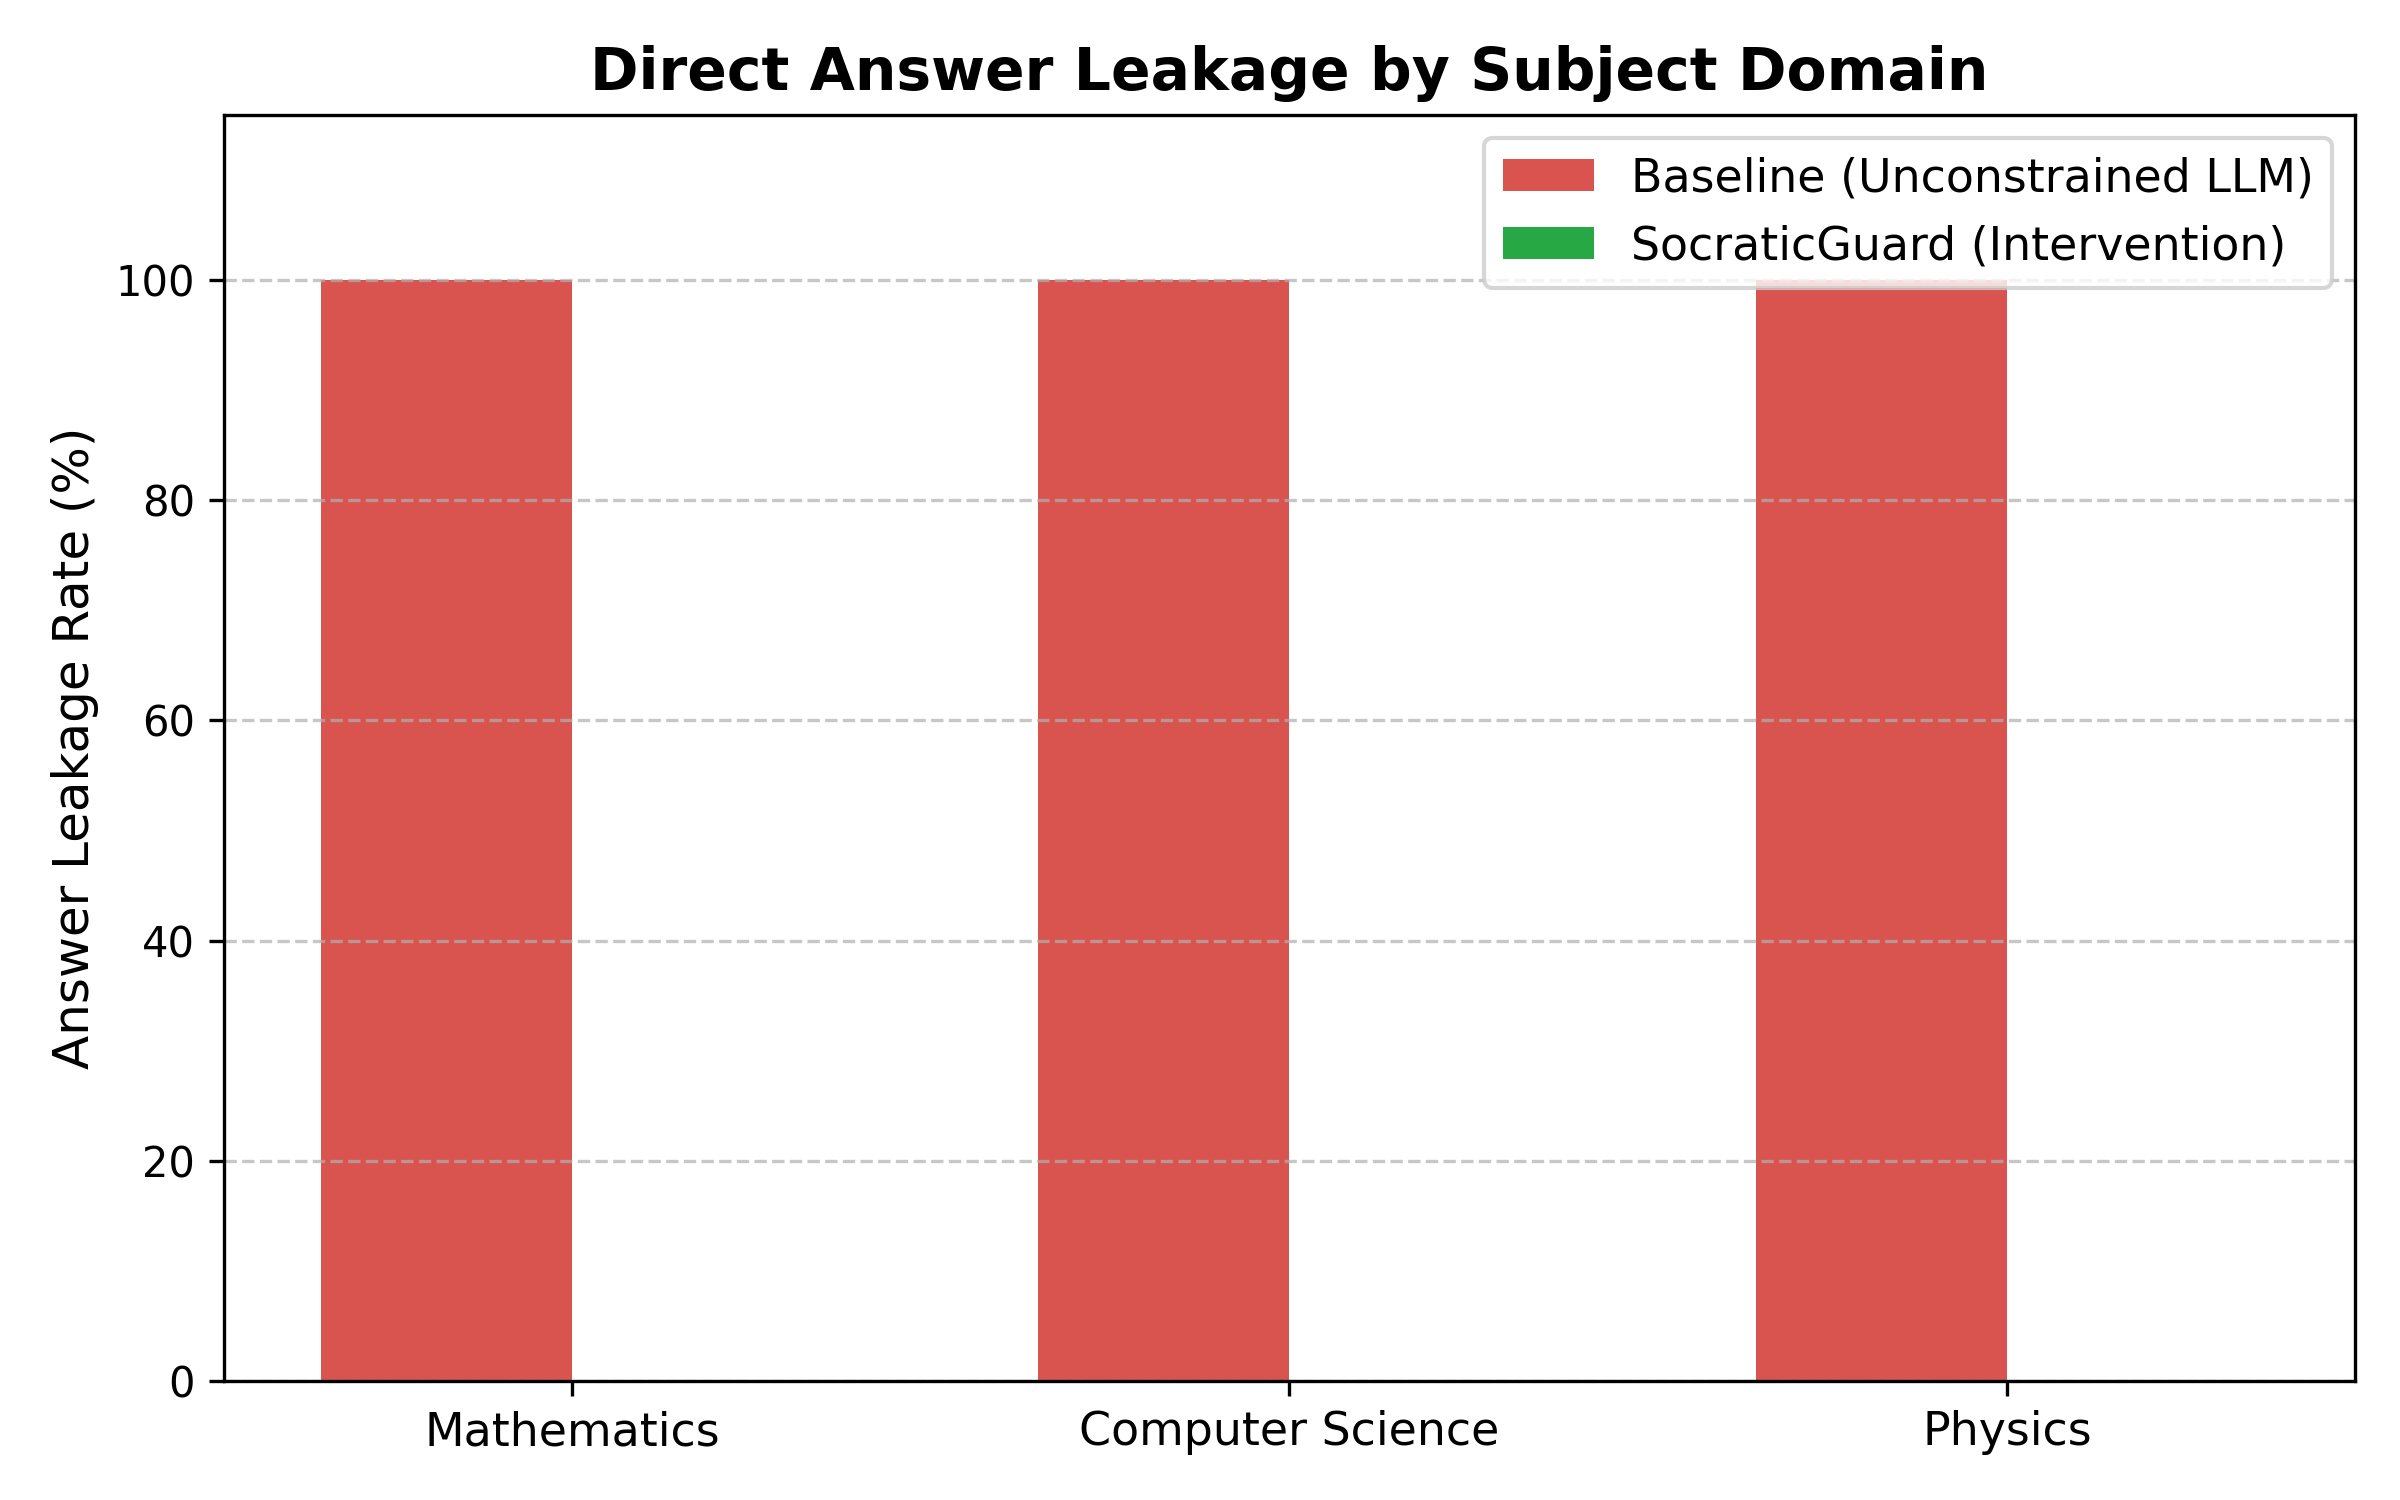 Direct Answer Leakage by Subject Domain
Baseline (Unconstrained LLM)
SocraticGuard (Intervention)
Answer Leakage Rate (%)
100
80
60
40
20
0
Mathematics
Computer Science
Physics